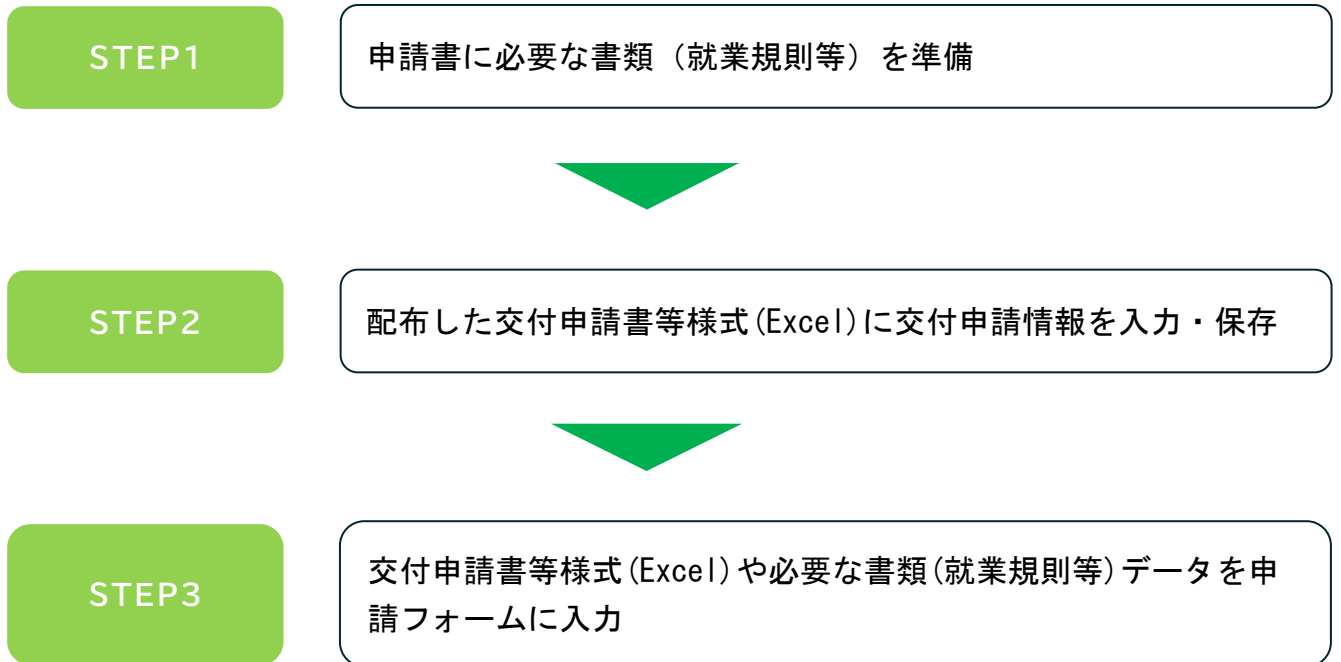 STEP1
申請書に必要な書類（就業規則等）を準備
STEP2
配布した交付申請書等様式(Excel)に交付申請情報を入力・保存
STEP3
交付申請書等様式(Excel)や必要な書類(就業規則等)データを申
請フォームに入力